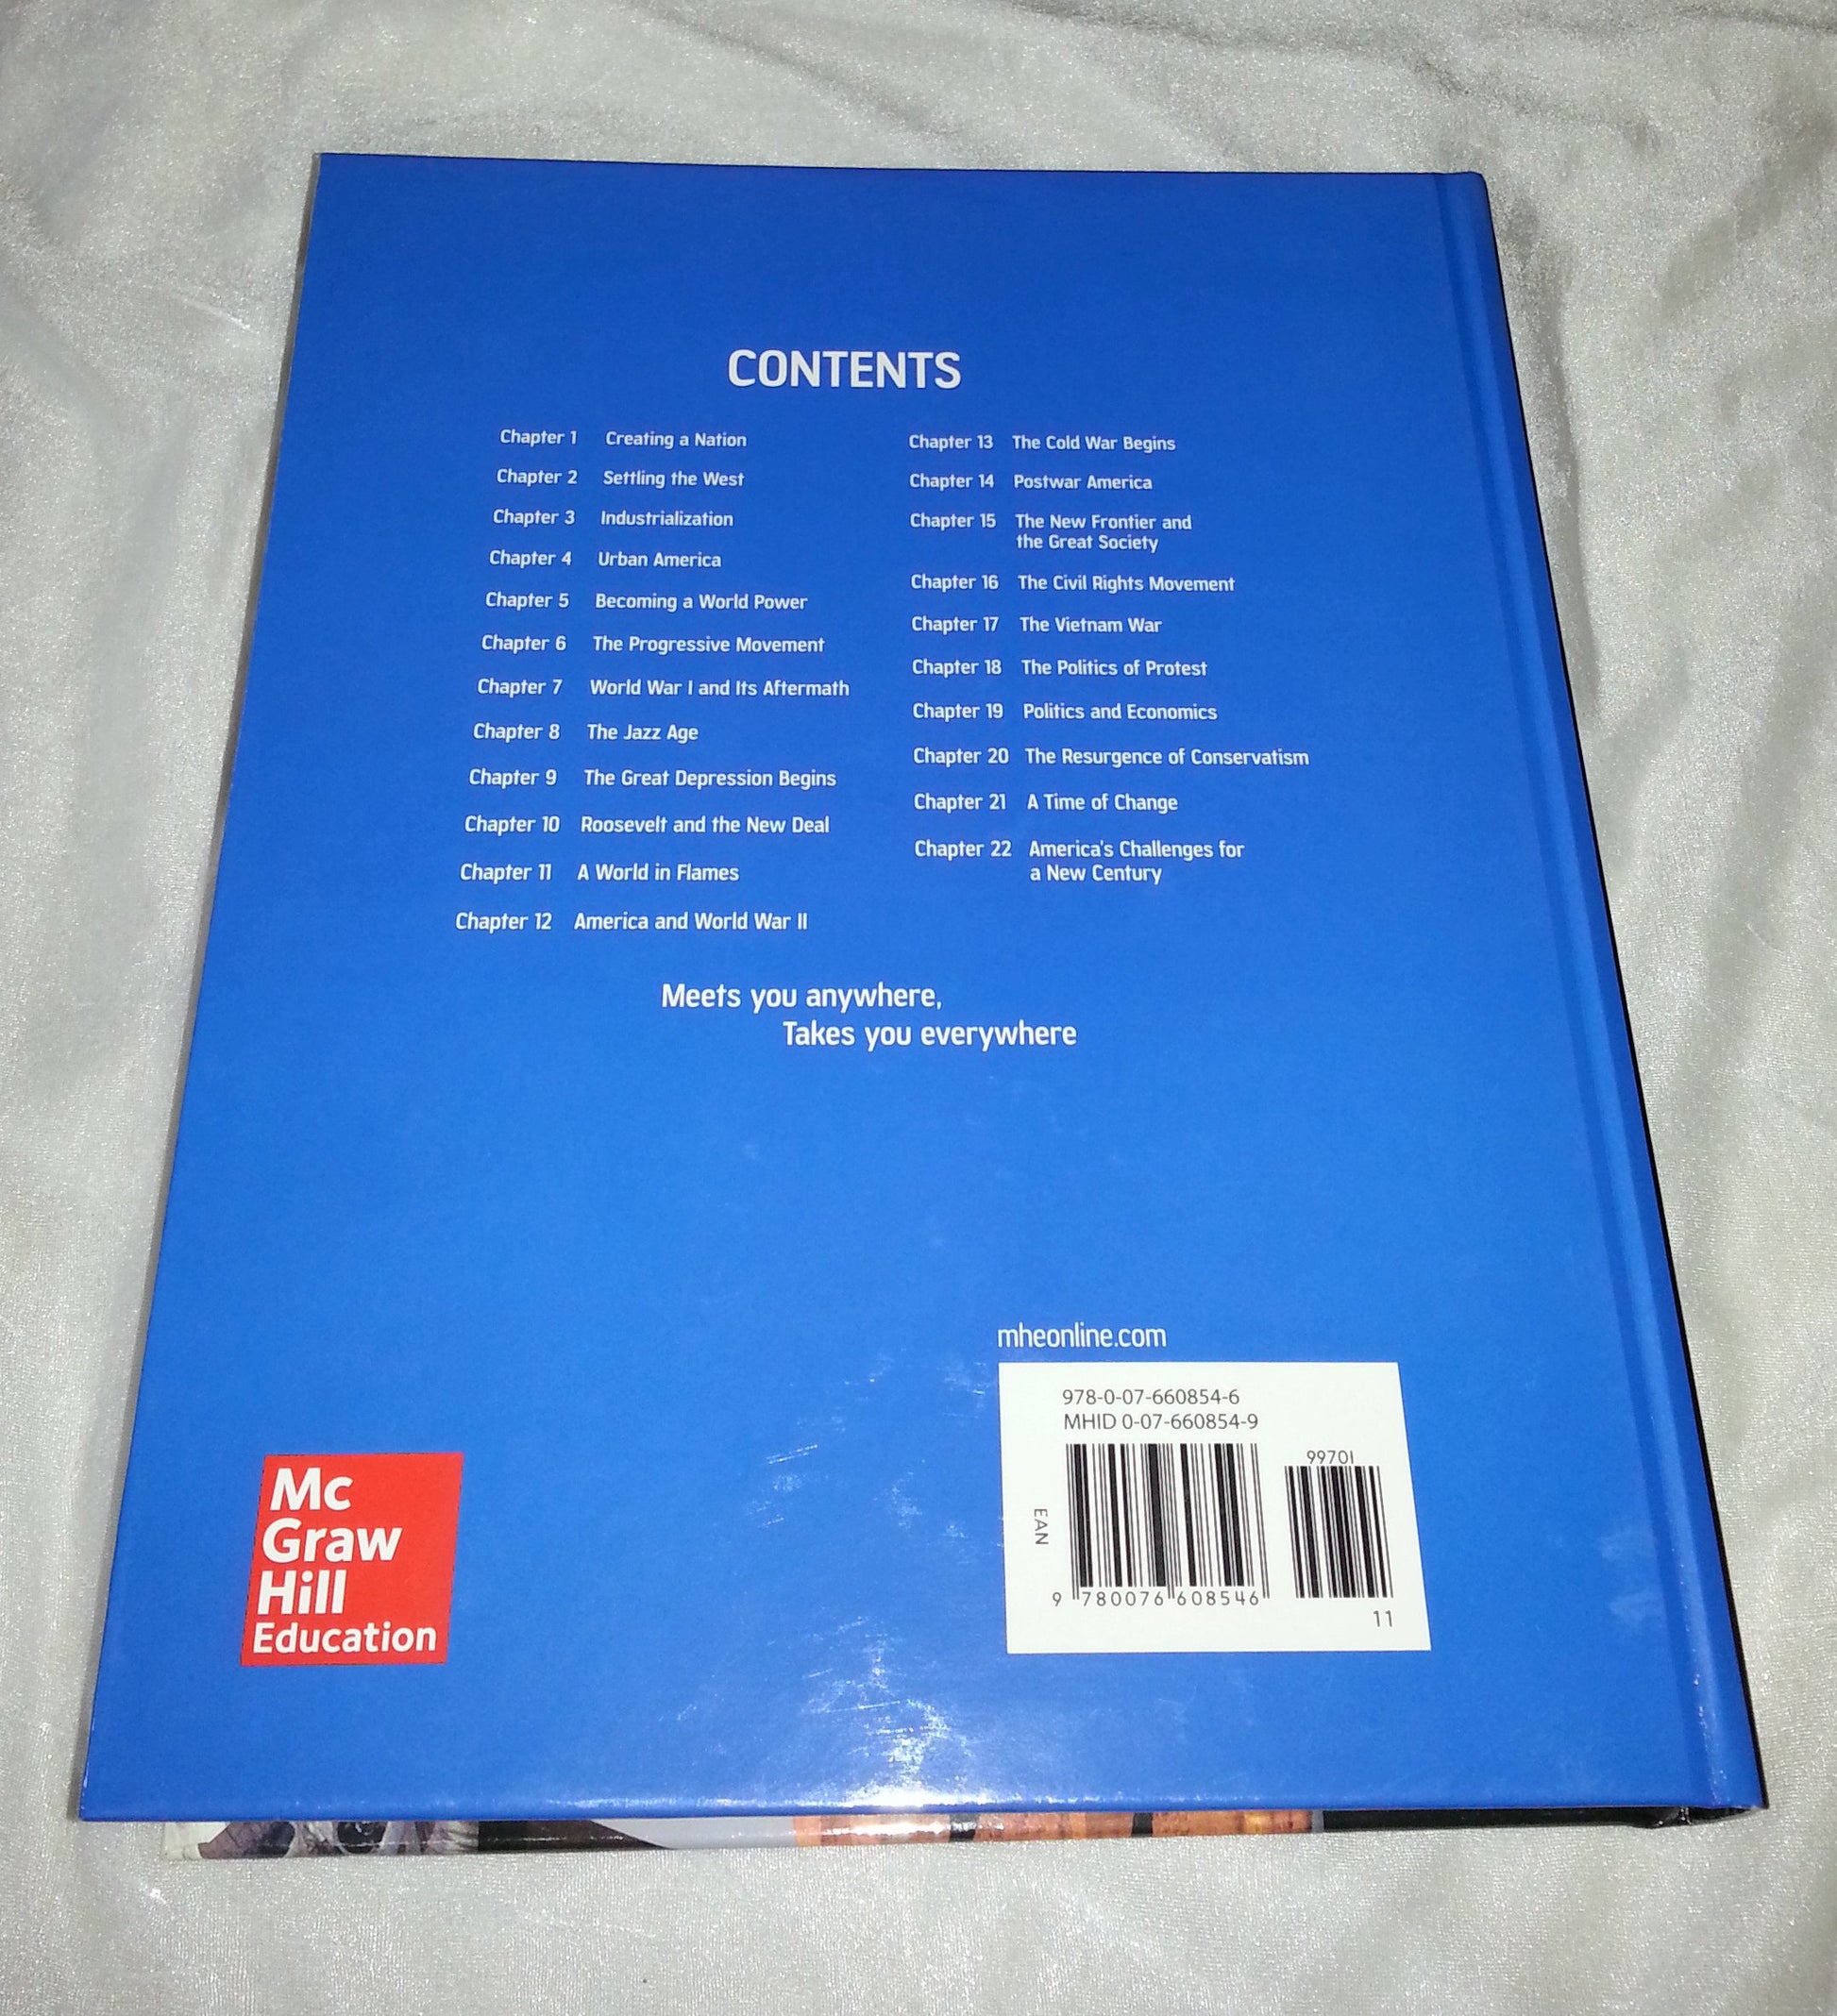 CONTENTS
Chapter 1 Creating a Nation
Chapter 2 Settling the West
Chapter 3 Industrialization
Chapter 4 Urban America
Chapter 5 Becoming a World Power
Chapter 6 The Progressive Movement
Chapter 7 World War I and Its Aftermath
Chapter 8 The Jazz Age
Chapter 9 The Great Depression Begins
Chapter 10 Roosevelt and the New Deal
Chapter 11 A World in Flames
Chapter 12 America and World War II
Chapter 13 The Cold War Begins
Chapter 14 Postwar America
Chapter 15 The New Frontier and
the Great Society
Chapter 16 The Civil Rights Movement
Chapter 17 The Vietnam War
Chapter 18 The Politics of Protest
Chapter 19 Politics and Economics
Chapter 20 The Resurgence of Conservatism
Chapter 21 A Time of Change
Chapter 22 America's Challenges for
a New Century
Meets you anywhere,
Takes you everywhere
mheonline.com
978-0-07-660854-6
MHID 0-07-660854-9
99701
EAN
9 780076 608546
11
Mc
Graw
Hill
Education